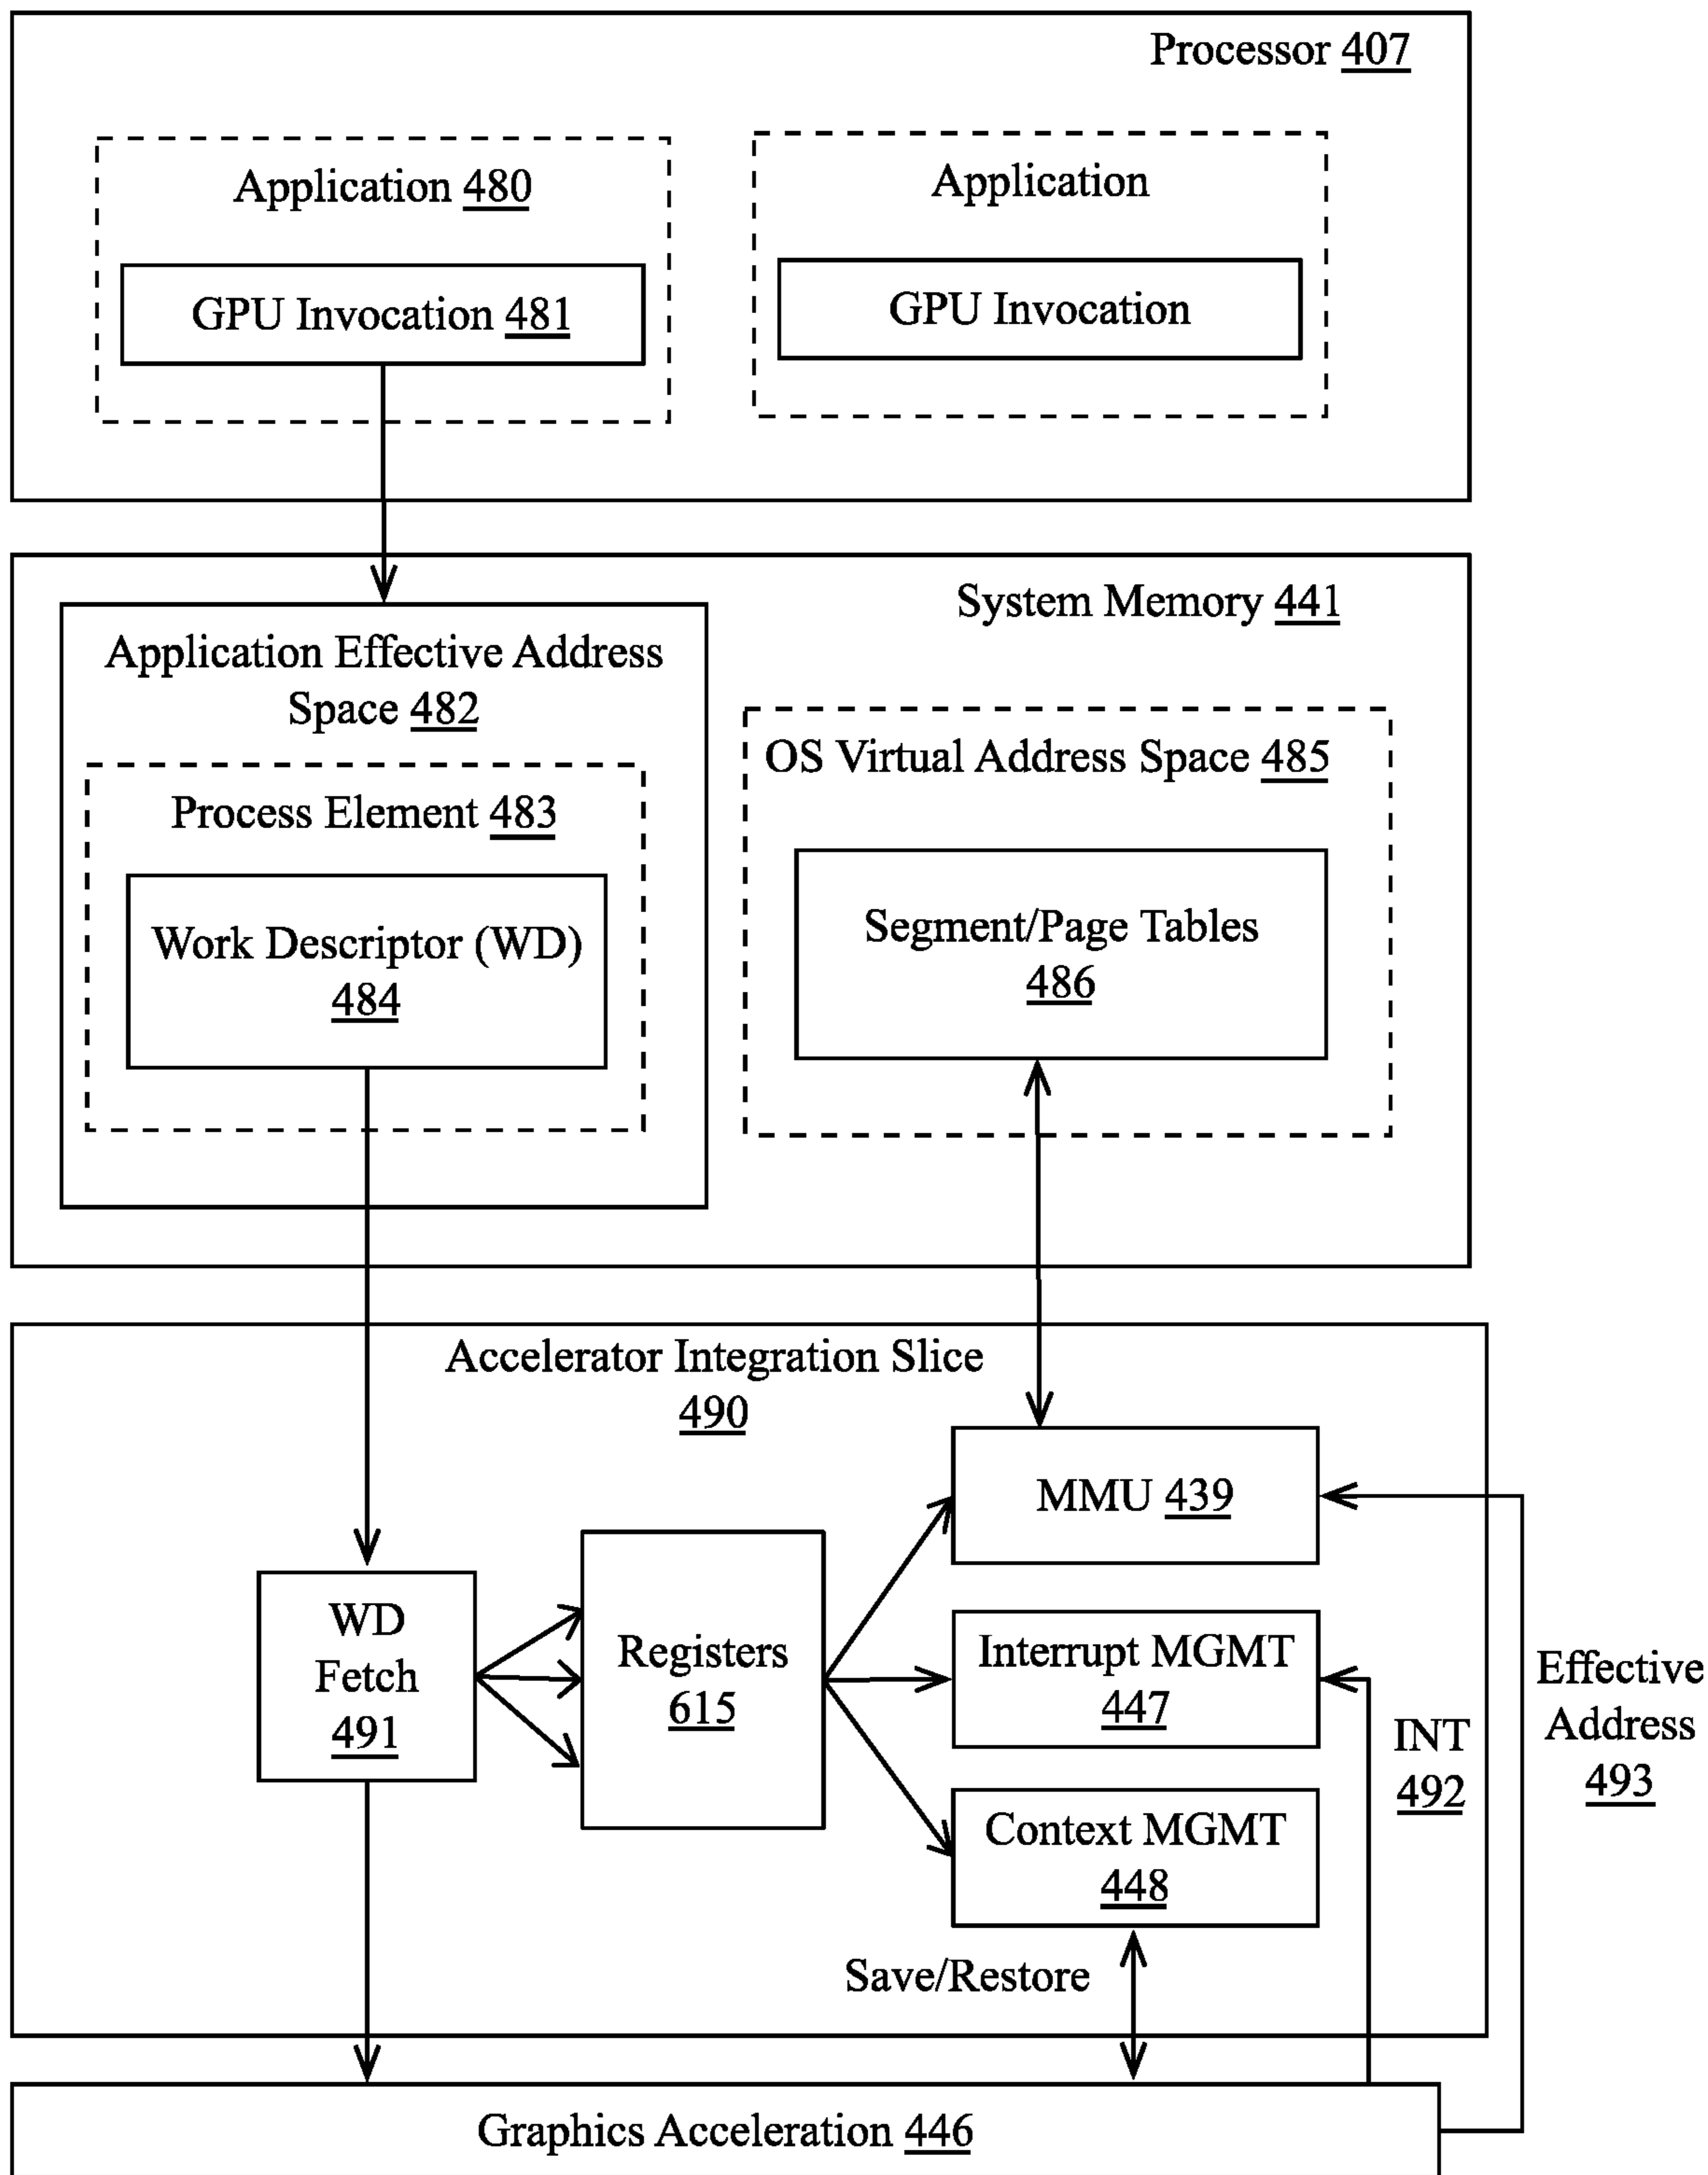 Processor 407
Application 480
Application
GPU Invocation 481
GPU Invocation
System Memory 441
Application Effective Address
Space 482
OS Virtual Address Space 485
Process Element 483
Segment/Page Tables
486
Work Descriptor (WD)
484
Accelerator Integration Slice
490
MMU 439
WD
Fetch
491
Registers
615
Interrupt MGMT
447
Effective
Address
493
INT
492
Context MGMT
448
Save/Restore
Graphics Acceleration 446